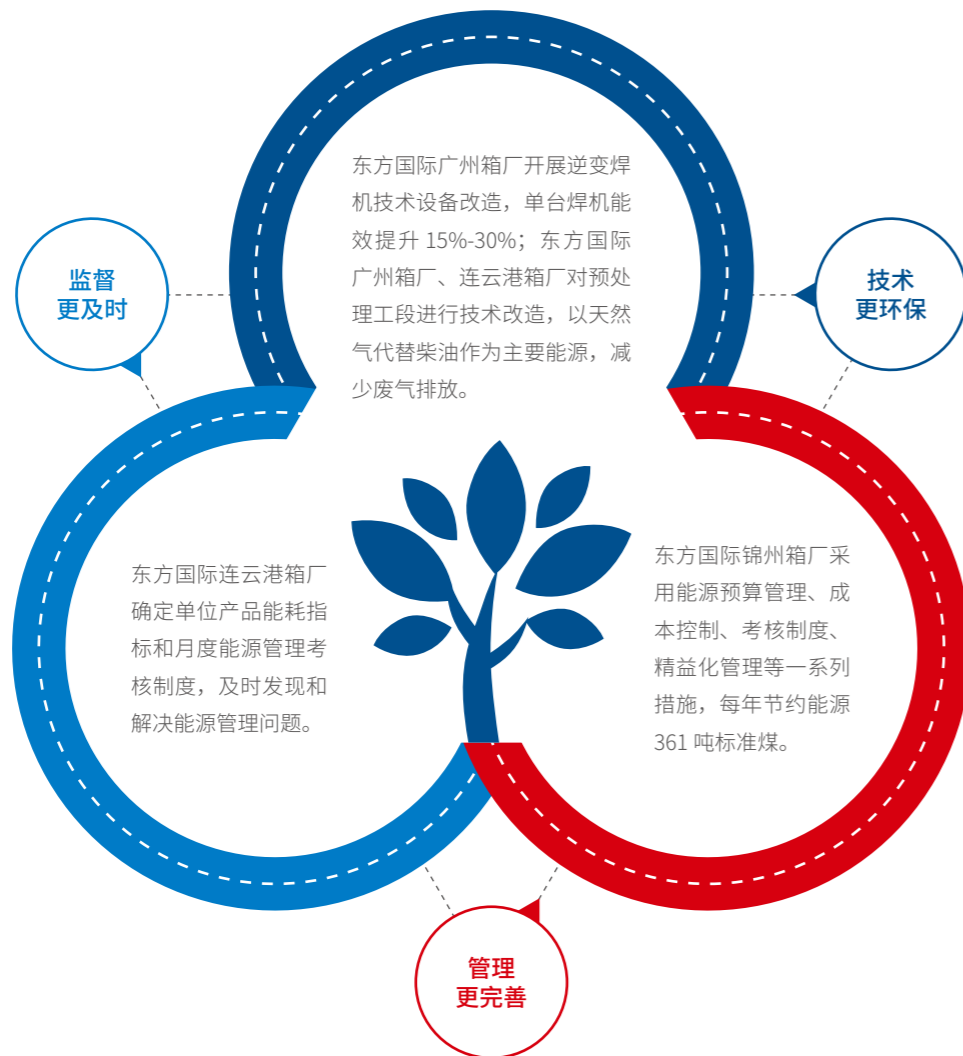 东方国际广州箱厂开展逆变焊
机技术设备改造，单台焊机能
效提升 15%-30%；东方国际
广州箱厂、连云港箱厂对预处
理工段进行技术改造，以天然
气代替柴油作为主要能源，减
少废气排放。
监督
更及时
技术
更环保
东方国际连云港箱厂
确定单位产品能耗指
标和月度能源管理考
核制度，及时发现和
解决能源管理问题。
东方国际锦州箱厂采
用能源预算管理、成
本控制、考核制度、
精益化管理等一系列
措施，每年节约能源
361 吨标准煤。
管理
更完善